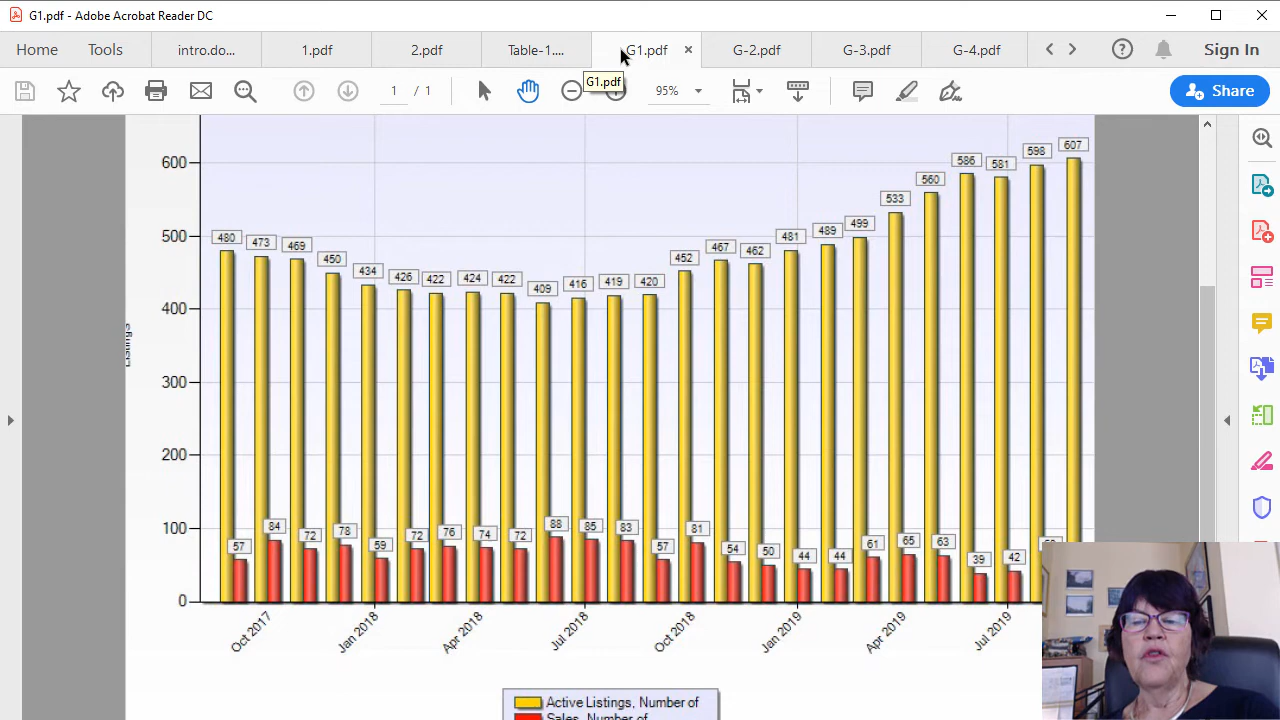 G1.pdf - Adobe Acrobat Reader DC
Home Tools intro.do... 1.pdf 2.pdf Table-1.... G1.pdf G-2.pdf G-3.pdf G-4.pdf Sign In
G1.pdf
1 / 1 95% Share
607
598
586 581
600
560
533
499
500 480 473 469 481 489
467 462
450 452
434 426 422 424 422 416 419 420
409
400
Listings
300
200
100 84 78 72 76 74 72 88 85 83 81
57 72 59 57 54 50 44 44 61 65 63 39 42
0
Oct 2017 Jan 2018 Apr 2018 Jul 2018 Oct 2018 Jan 2019 Apr 2019 Jul 2019
Active Listings, Number of
Sales, Number of